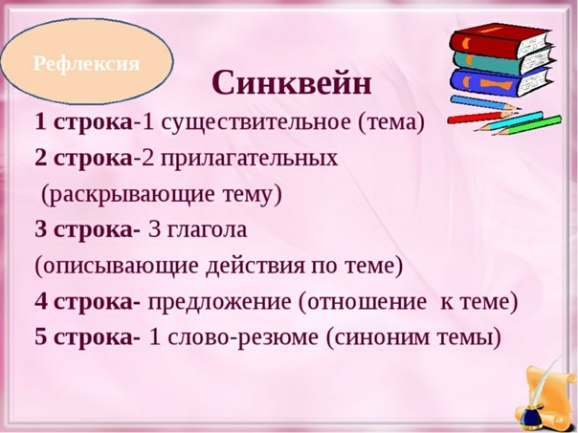 Рефлексия
Синквейн
1 строка-1 существительное (тема)
2 строка-2 прилагательных
(раскрывающие тему)
3 строка- 3 глагола
(описывающие действия по теме)
4 строка- предложение (отношение к теме)
5 строка- 1 слово-резюме (синоним темы)